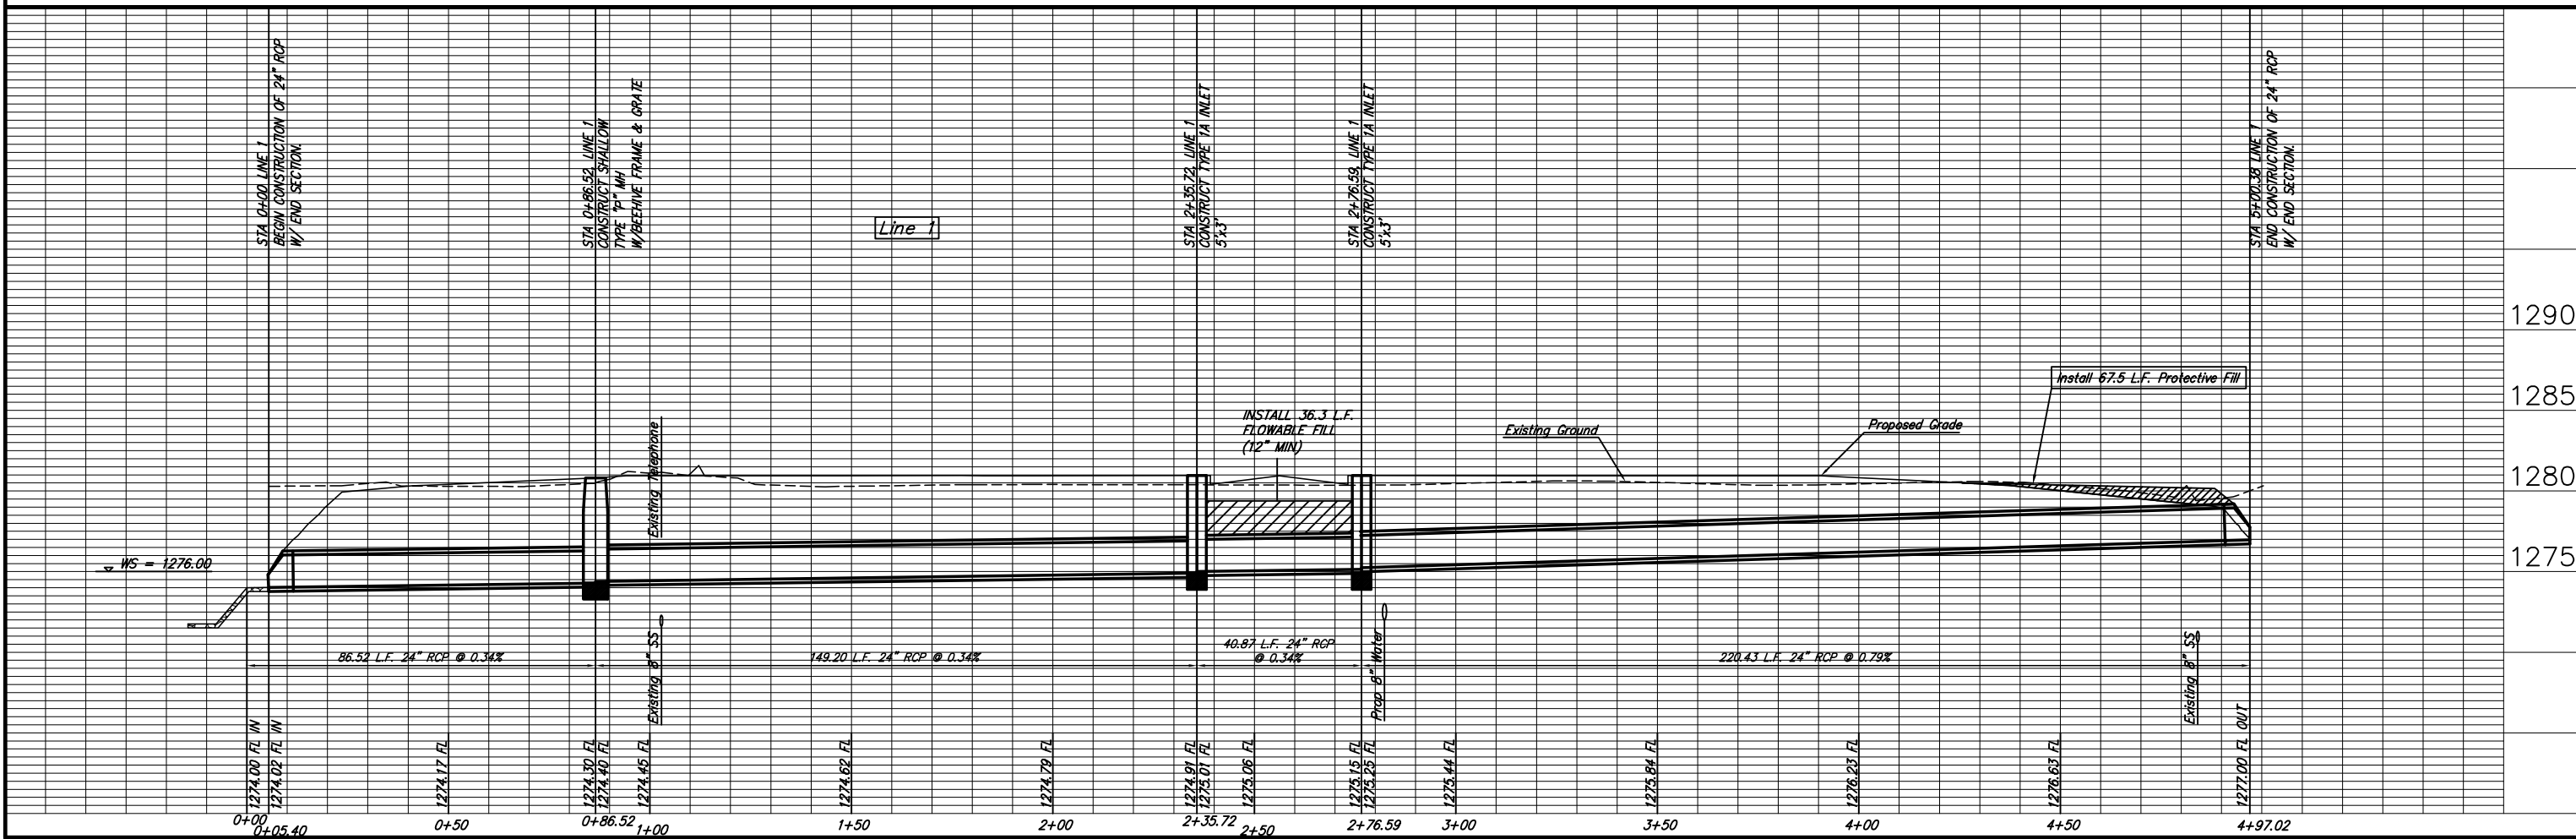 STA 0+00 LINE 1
BEGIN CONSTRUCTION OF 24" RCP
W/ END SECTION.
STA 0+86.52, LINE 1
CONSTRUCT SHALLOW
TYPE "P" MH
W/BEEHIVE FRAME & GRATE
STA 2+35.72, LINE 1
CONSTRUCT TYPE 1A INLET
5'x3'
STA 2+76.59, LINE 1
CONSTRUCT TYPE 1A INLET
5'x3'
STA 5+00.38 LINE 1
END CONSTRUCTION OF 24" RCP
W/ END SECTION.
Line 1
1290
1285
1280
1275
Install 67.5 L.F. Protective Fill
INSTALL 36.3 L.F.
FLOWABLE FILL
(12" MIN)
Existing Ground
Proposed Grade
Existing Telephone
WS = 1276.00
86.52 L.F. 24" RCP @ 0.34%
Existing 8" SS
149.20 L.F. 24" RCP @ 0.34%
40.87 L.F. 24" RCP
@ 0.34%
Prop 8" Water
220.43 L.F. 24" RCP @ 0.79%
Existing 8" SS
1274.00 FL IN
1274.02 FL IN
1274.17 FL
1274.30 FL
1274.40 FL
1274.45 FL
1274.62 FL
1274.79 FL
1274.91 FL
1275.01 FL
1275.06 FL
1275.15 FL
1275.25 FL
1275.44 FL
1275.84 FL
1276.23 FL
1276.63 FL
1277.00 FL OUT
0+00
0+05.40
0+50
0+86.52
1+00
1+50
2+00
2+35.72
2+50
2+76.59
3+00
3+50
4+00
4+50
4+97.02